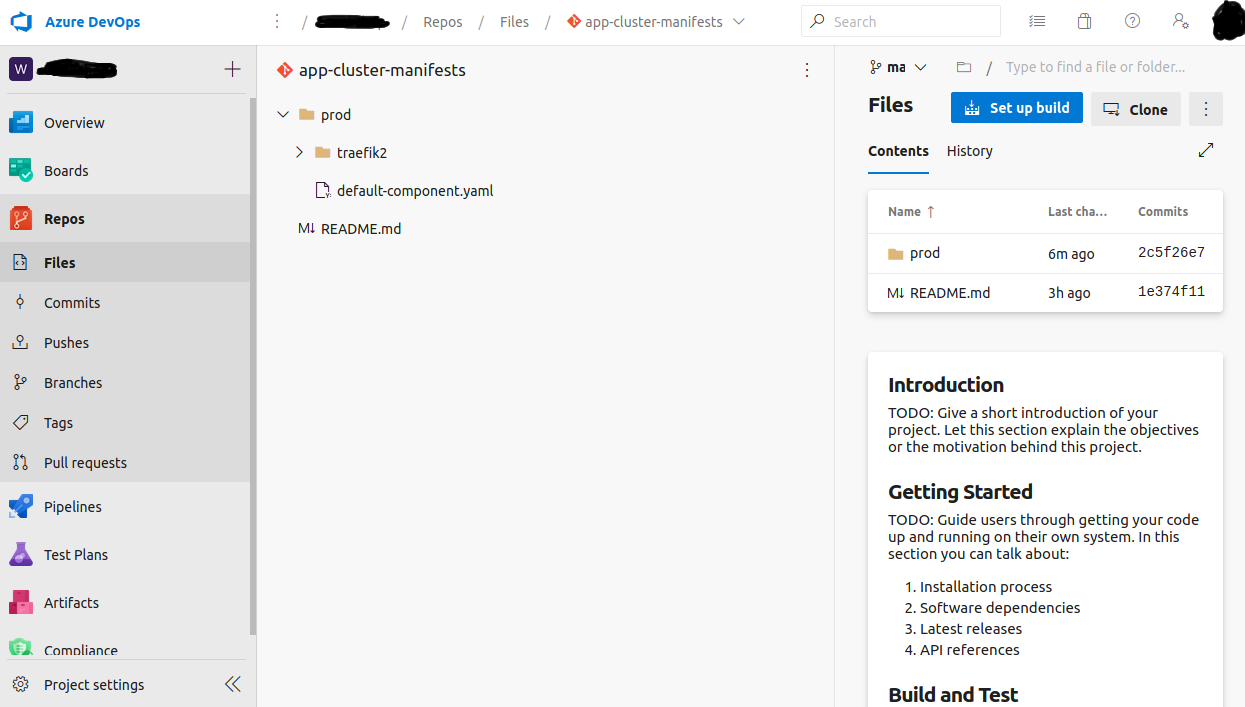 Azure DevOps
/ / Repos / Files / app-cluster-manifests
Search
W
Overview
Boards
Repos
Files
Commits
Pushes
Branches
Tags
Pull requests
Pipelines
Test Plans
Artifacts
Compliance
Project settings
app-cluster-manifests
prod
traefik2
default-component.yaml
M↓ README.md
ma
/ Type to find a file or folder...
Files
Set up build
Clone
Contents
History
Name ↑ Last cha... Commits
prod 6m ago 2c5f26e7
M↓ README.md 3h ago 1e374f11
Introduction
TODO: Give a short introduction of your
project. Let this section explain the objectives
or the motivation behind this project.
Getting Started
TODO: Guide users through getting your code
up and running on their own system. In this
section you can talk about:
1. Installation process
2. Software dependencies
3. Latest releases
4. API references
Build and Test